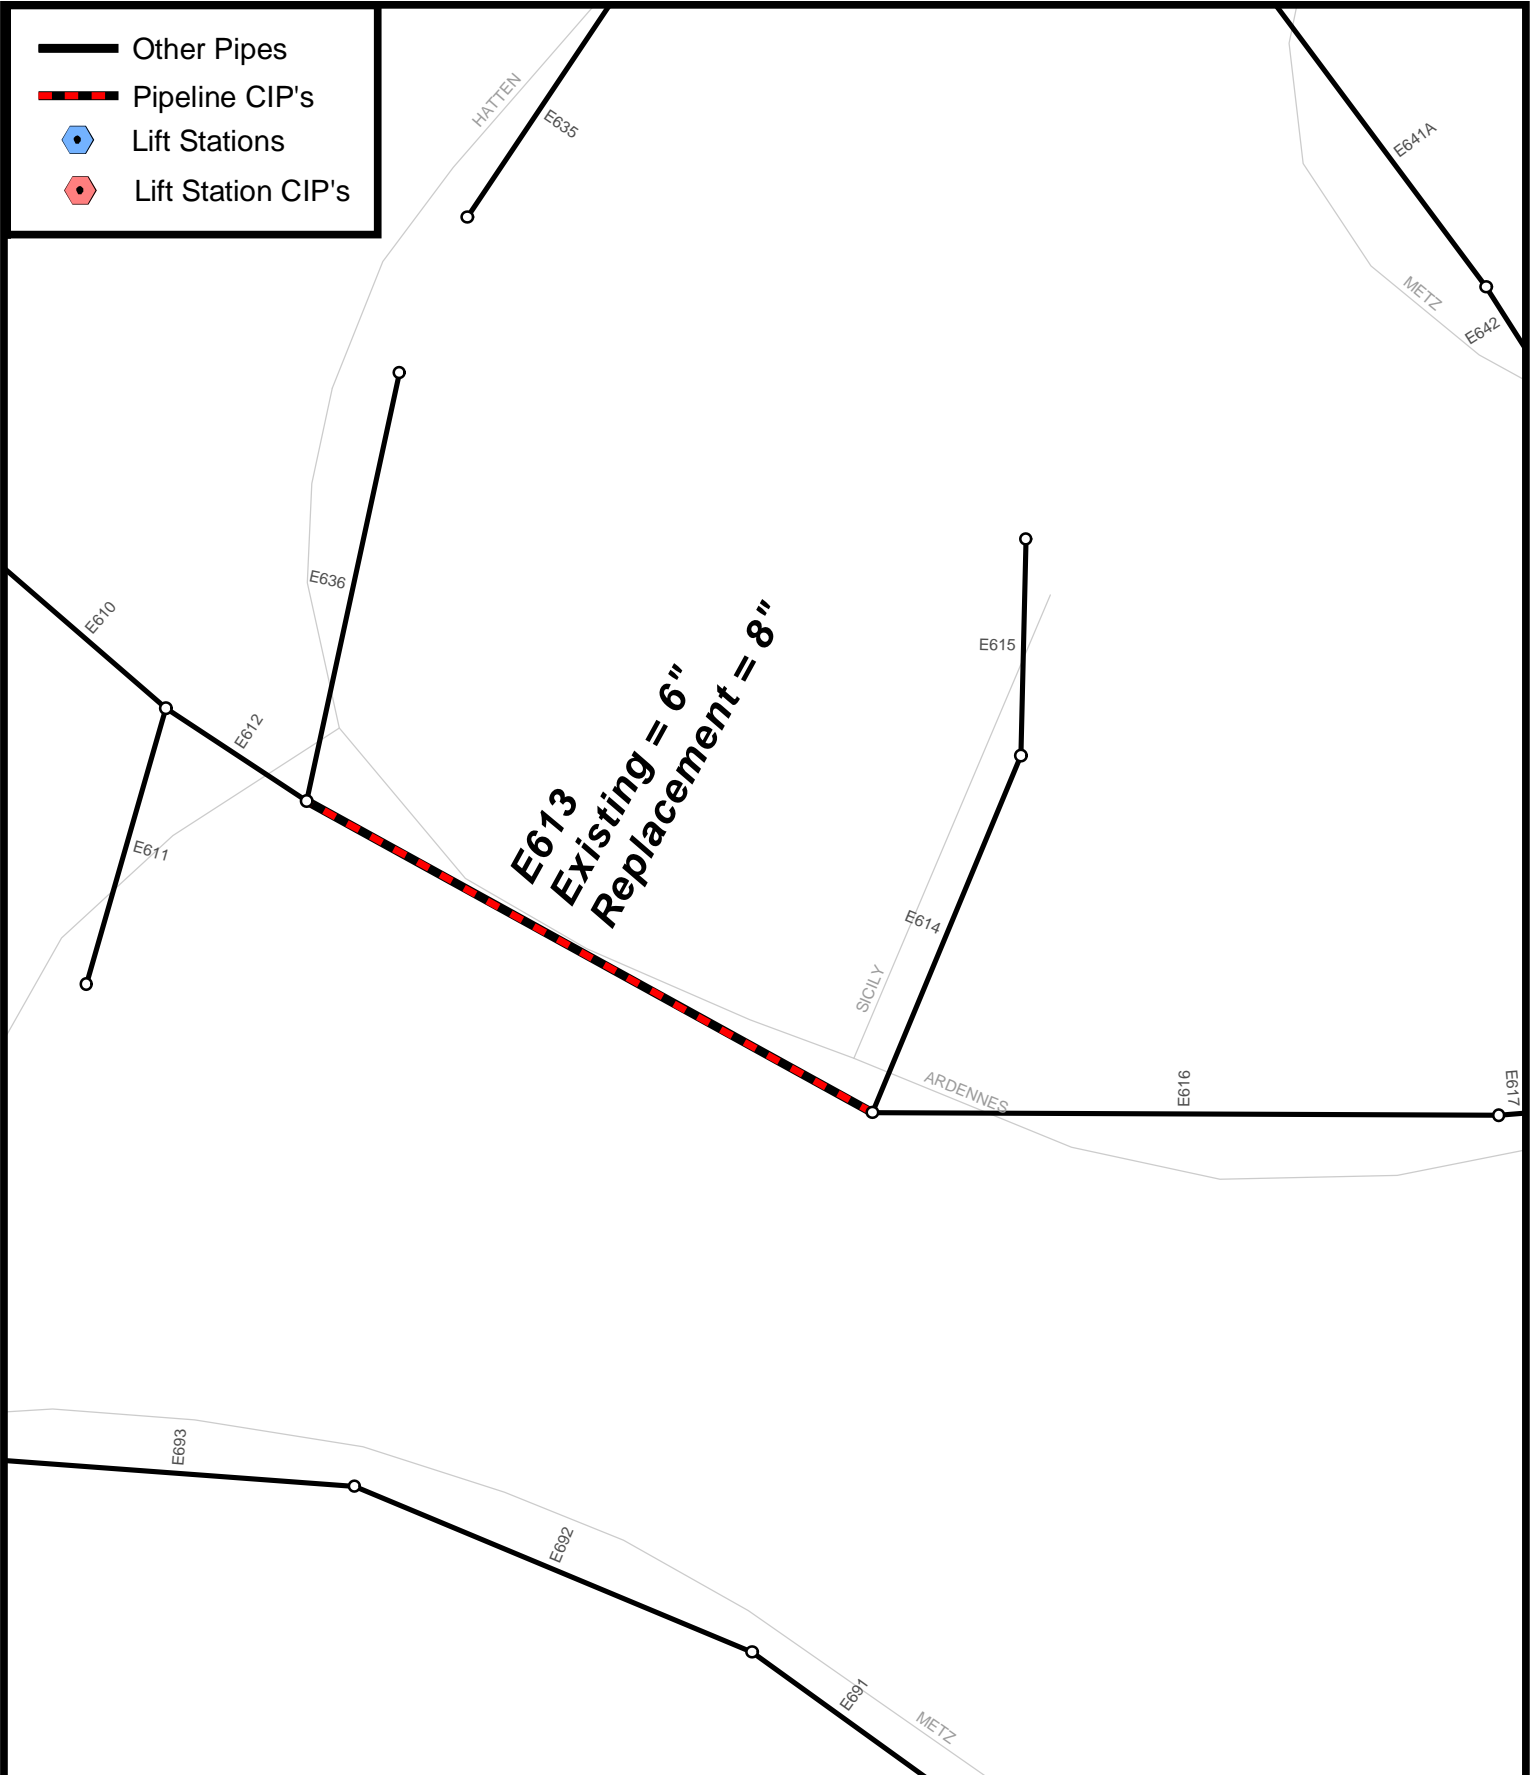 Other Pipes
Pipeline CIP's
Lift Stations
Lift Station CIP's
HATTEN
E635
E641A
METZ
E642
E636
E610
E612
E611
E613
Existing = 6"
Replacement = 8"
E615
E614
SICILY
ARDENNES
E616
E617
E693
E692
E691
METZ